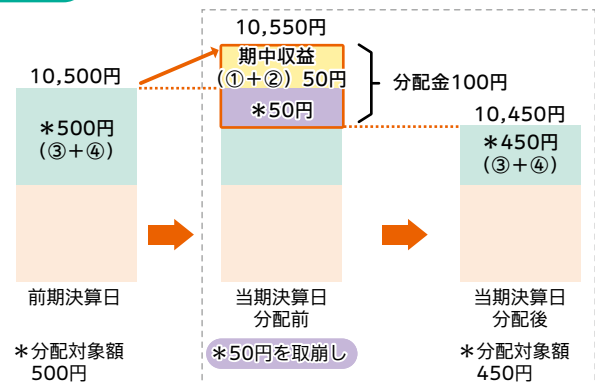 10,550円
期中収益
(①+②) 50円
*50円
分配金100円
10,500円
*500円
(③+④)
10,450円
*450円
(③+④)
前期決算日
当期決算日
分配前
当期決算日
分配後
*分配対象額
500円
*50円を取崩し
*分配対象額
450円